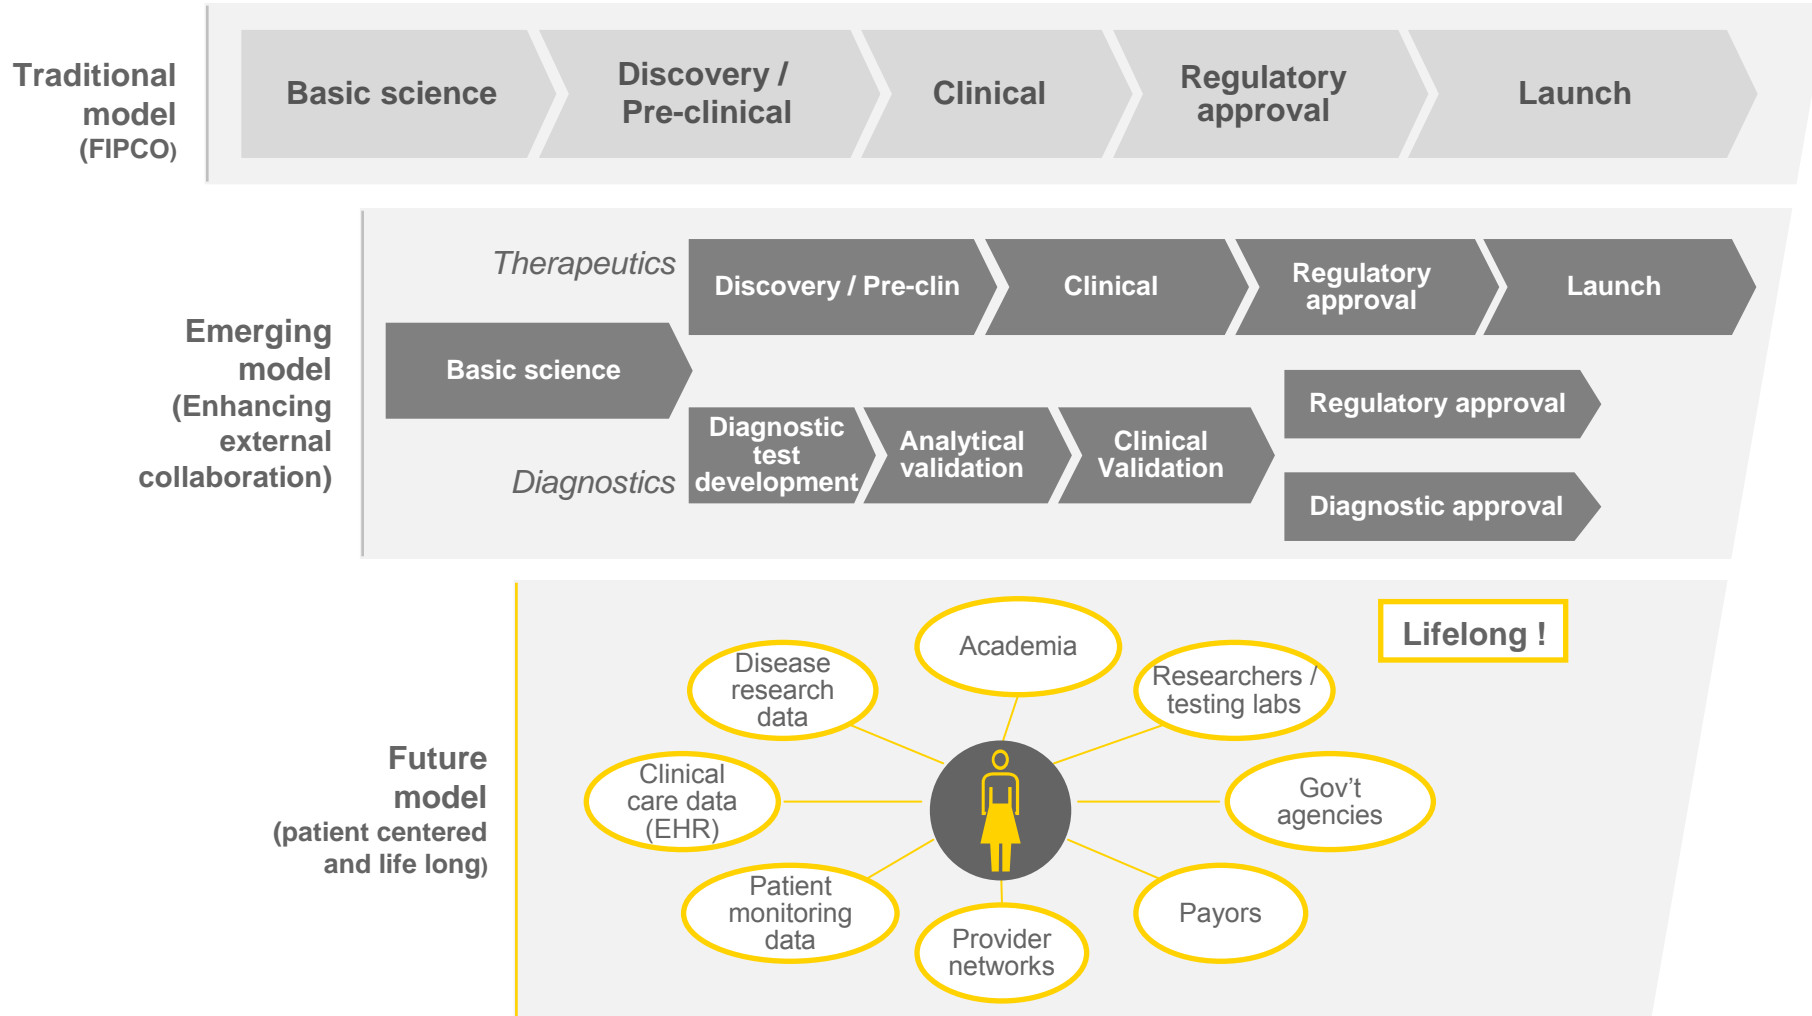 Traditional
model
(FIPCO)
Basic science
Discovery /
Pre-clinical
Clinical
Regulatory
approval
Launch
Emerging
model
(Enhancing
external
collaboration)
Therapeutics
Discovery / Pre-clin
Clinical
Regulatory
approval
Launch
Basic science
Diagnostics
Diagnostic
test
development
Analytical
validation
Clinical
Validation
Regulatory approval
Diagnostic approval
Future
model
(patient centered
and life long)
Lifelong !
Academia
Disease
research
data
Researchers /
testing labs
Clinical
care data
(EHR)
Gov’t
agencies
Patient
monitoring
data
Provider
networks
Payors